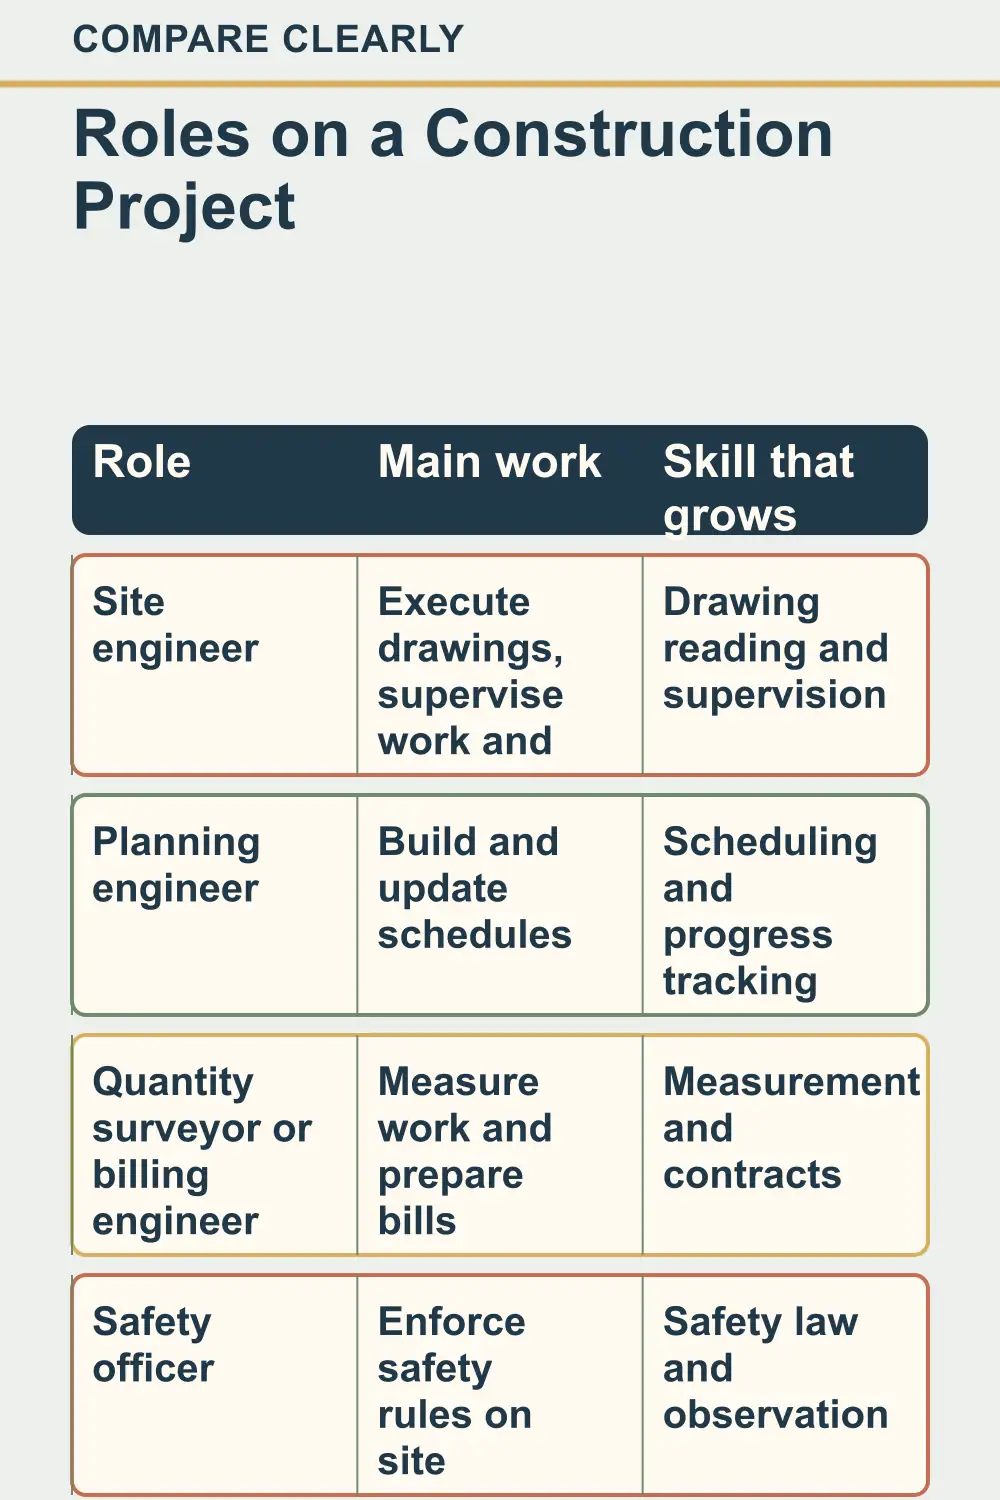 COMPARE CLEARLY
Roles on a Construction
Project
Role
Main work
Skill that
grows
Site
engineer
Execute
drawings,
supervise
work and
Drawing
reading and
supervision
Planning
engineer
Build and
update
schedules
Scheduling
and
progress
tracking
Quantity
surveyor or
billing
engineer
Measure
work and
prepare
bills
Measurement
and
contracts
Safety
officer
Enforce
safety
rules on
site
Safety law
and
observation